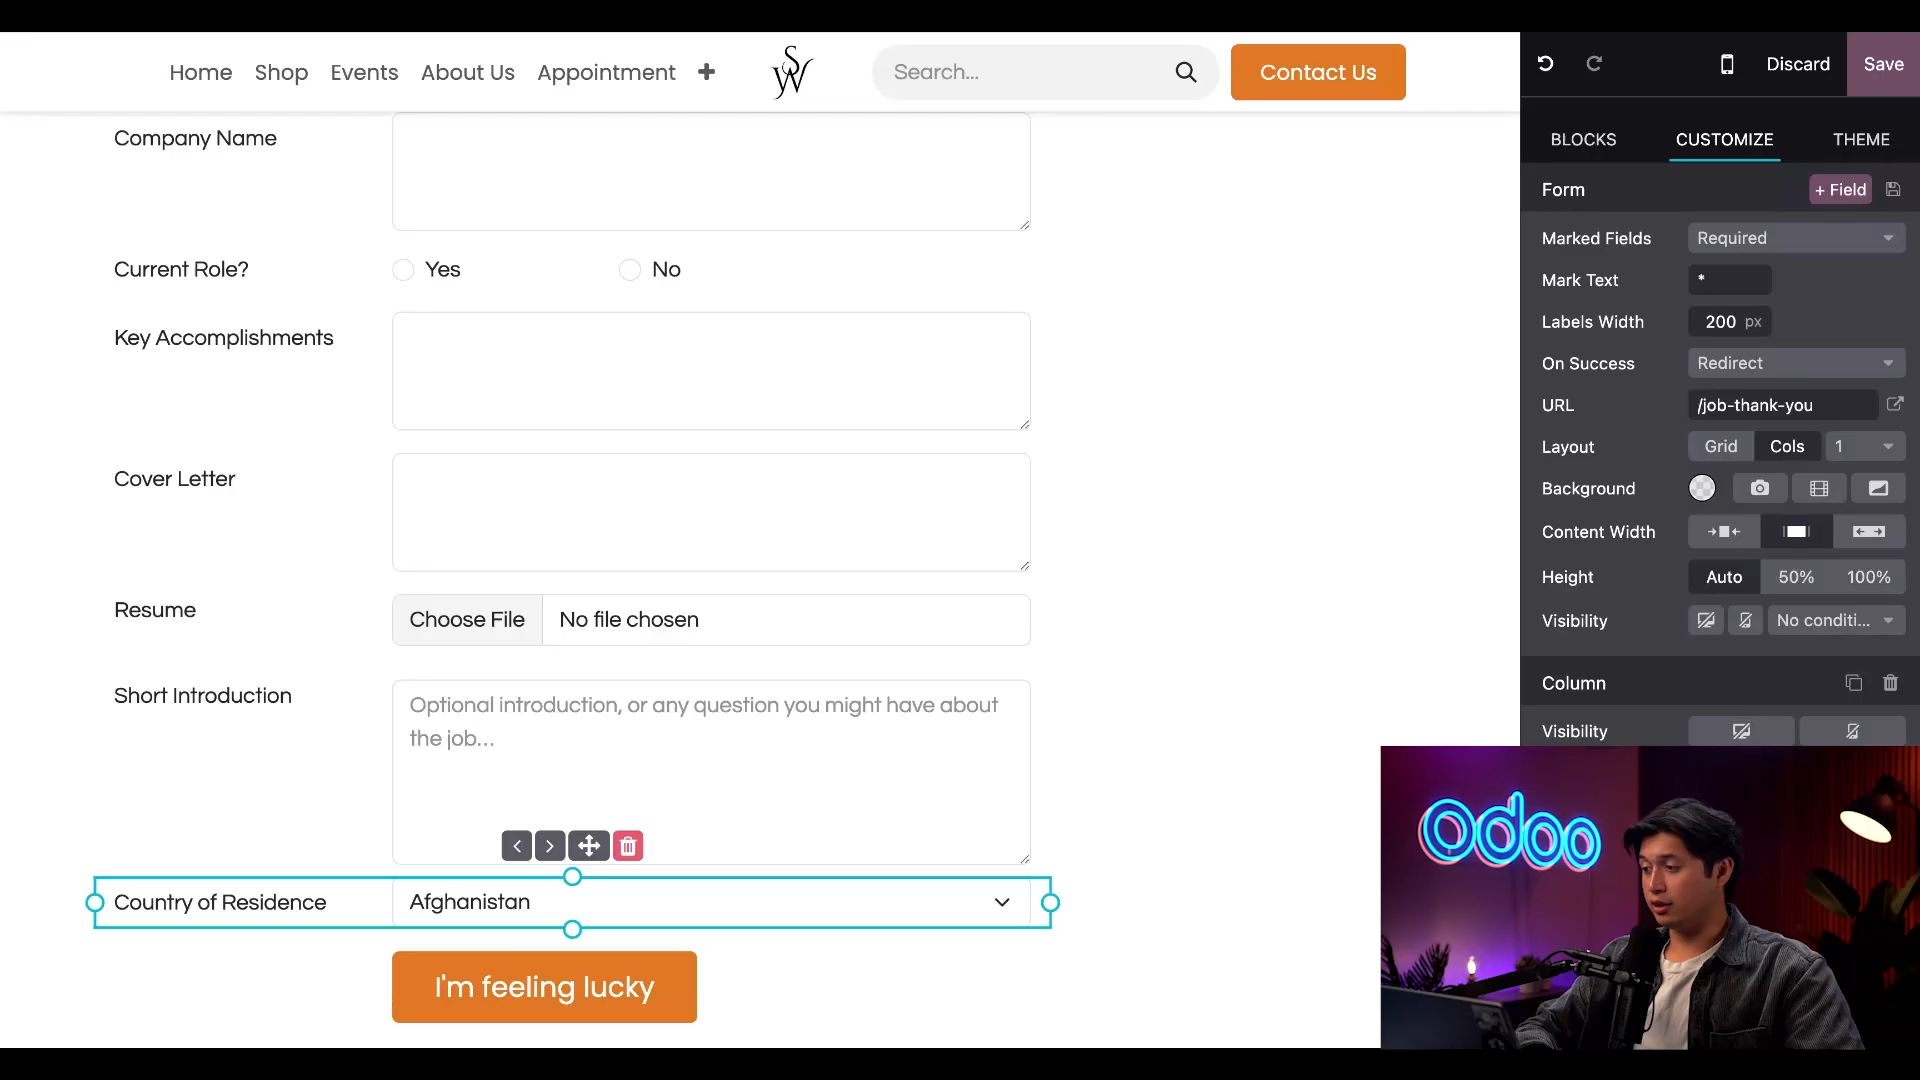 Home Shop Events About Us Appointment SW Search... Contact Us
Discard Save
BLOCKS CUSTOMIZE THEME
Company Name
Current Role? Yes No
Key Accomplishments
Cover Letter
Resume Choose File No file chosen
Short Introduction Optional introduction, or any question you might have about
the job...
Country of Residence Afghanistan
I'm feeling lucky
Form + Field
Marked Fields Required
Mark Text *
Labels Width 200 px
On Success Redirect
URL /job-thank-you
Layout Grid Cols 1
Background
Content Width
Height Auto 50% 100%
Visibility No conditi...
Column
Visibility
odoo